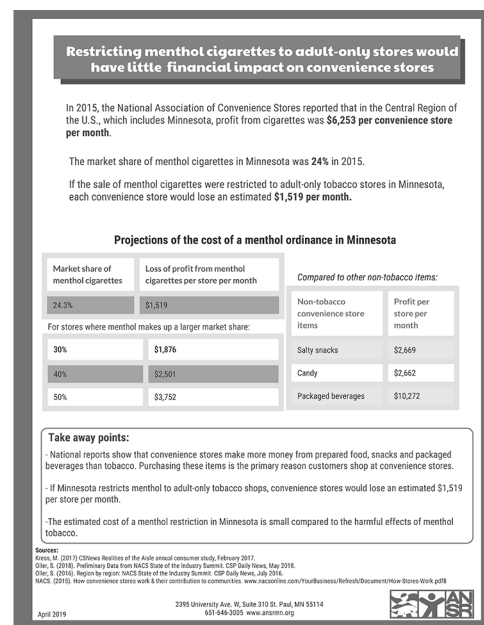 Restricting menthol cigarettes to adult-only stores would
have little financial impact on convenience stores
In 2015, the National Association of Convenience Stores reported that in the Central Region of
the U.S., which includes Minnesota, profit from cigarettes was $6,253 per convenience store
per month.
The market share of menthol cigarettes in Minnesota was 24% in 2015.
If the sale of menthol cigarettes were restricted to adult-only tobacco stores in Minnesota,
each convenience store would lose an estimated $1,519 per month.
Projections of the cost of a menthol ordinance in Minnesota
Market share of
menthol cigarettes
Loss of profit from menthol
cigarettes per store per month
24.3%
$1,519
For stores where menthol makes up a larger market share:
30%
$1,876
40%
$2,501
50%
$3,752
Compared to other non-tobacco items:
Non-tobacco
convenience store
items
Profit per
store per
month
Salty snacks
$2,669
Candy
$2,662
Packaged beverages
$10,272
Take away points:
- National reports show that convenience stores make more money from prepared food, snacks and packaged
beverages than tobacco. Purchasing these items is the primary reason customers shop at convenience stores.
- If Minnesota restricts menthol to adult-only tobacco shops, convenience stores would lose an estimated $1,519
per store per month.
-The estimated cost of a menthol restriction in Minnesota is small compared to the harmful effects of menthol
tobacco.
Sources:
Kress, M. (2017) CSNews Realities of the Aisle annual consumer study, February 2017.
Oller, S. (2018). Preliminary Data from NACS State of the Industry Summit. CSP Daily News, May 2018.
Oller, S. (2016). Region by region: NACS State of the Industry Summit. CSP Daily News, July 2016.
NACS. (2015). How convenience stores work & their contribution to communities. www.nacsonline.com/YourBusiness/Refresh/Document/How-Stores-Work.pdf8
April 2019
2395 University Ave. W, Suite 310 St. Paul, MN 55114
651-646-3005 www.ansrmn.org
AN
SR